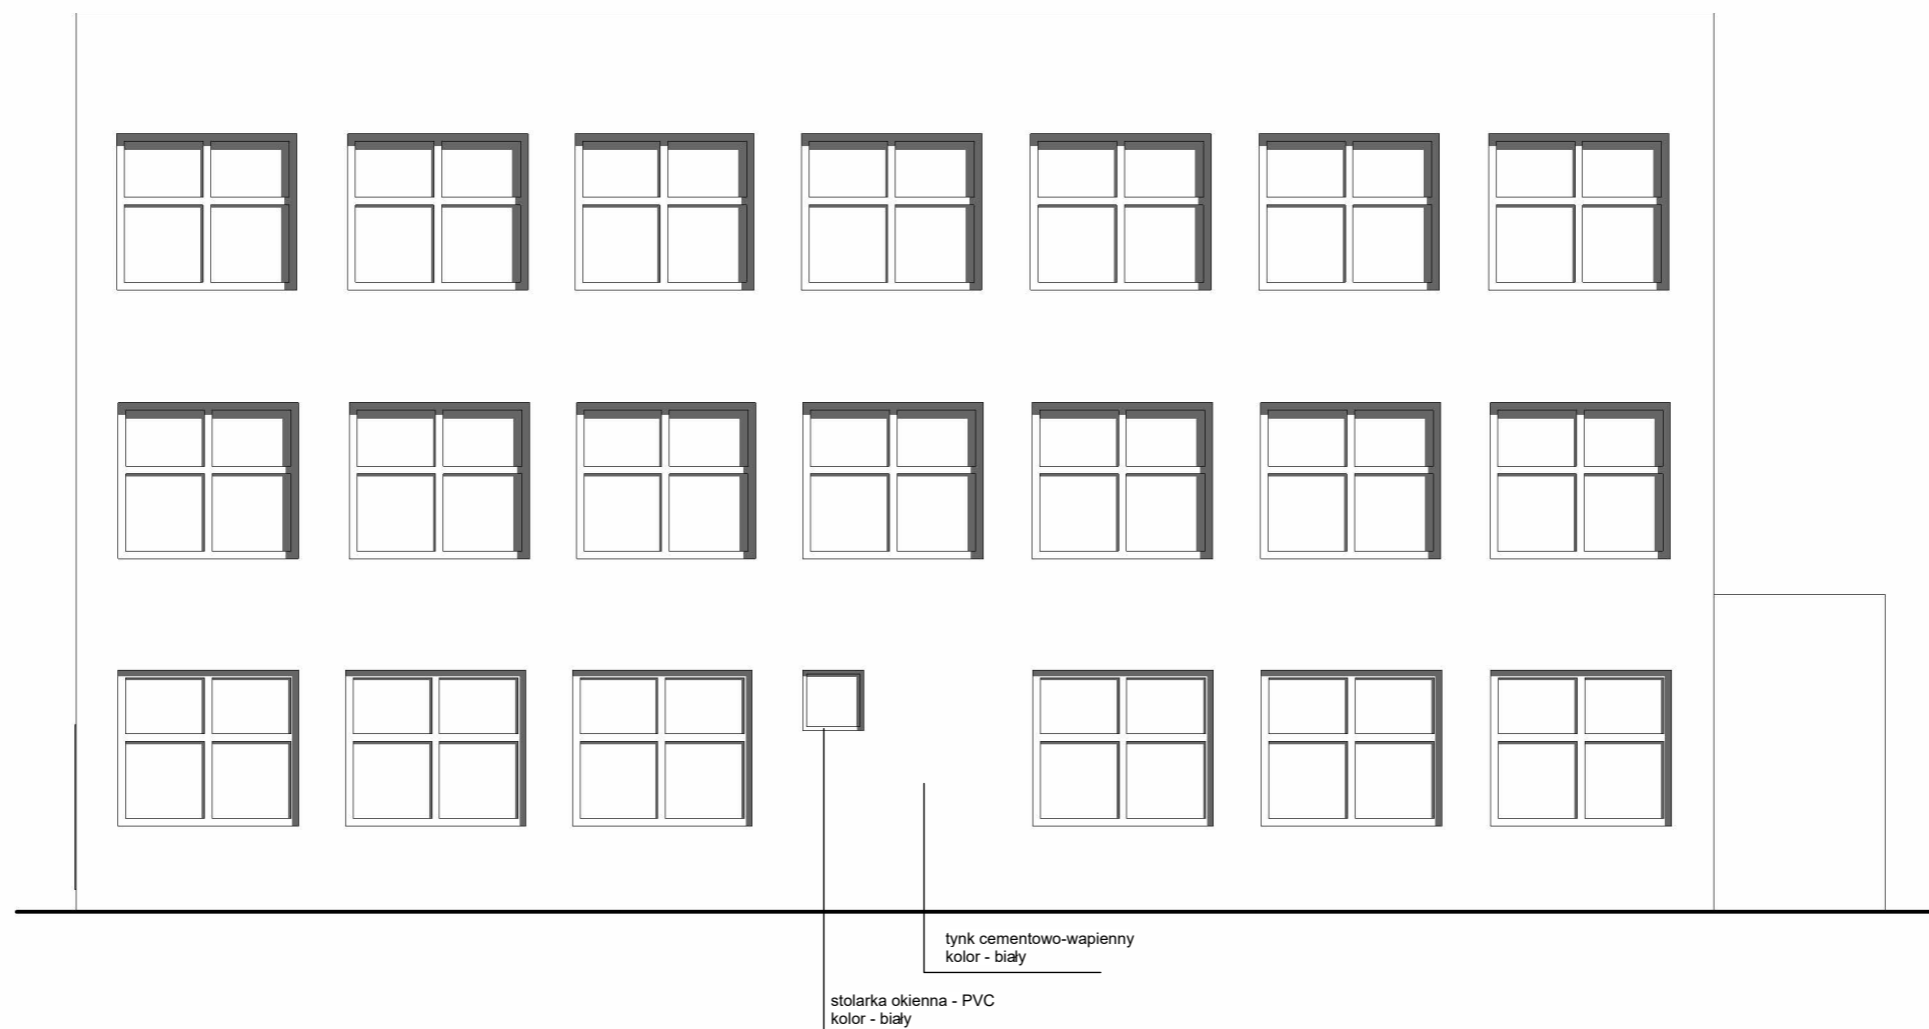 tynk cementowo-wapienny
kolor - biały
stolarka okienna - PVC
kolor - biały